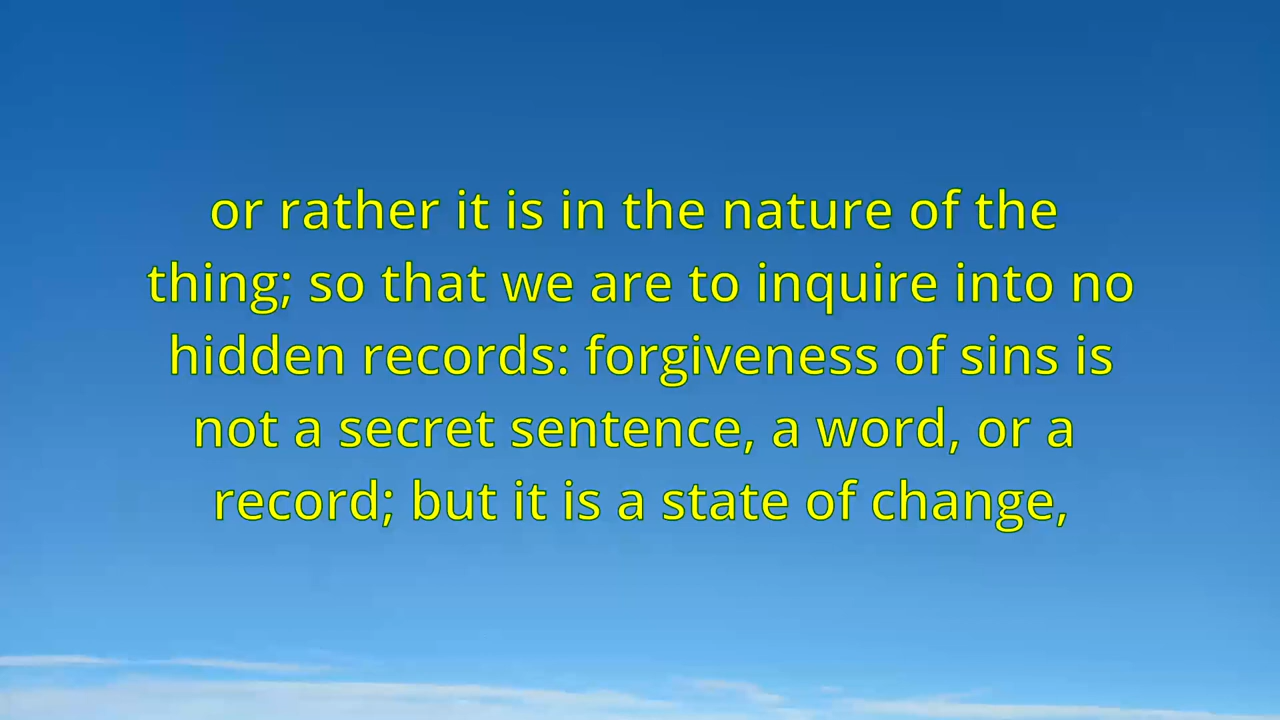 or rather it is in the nature of the
thing; so that we are to inquire into no
hidden records: forgiveness of sins is
not a secret sentence, a word, or a
record; but it is a state of change,